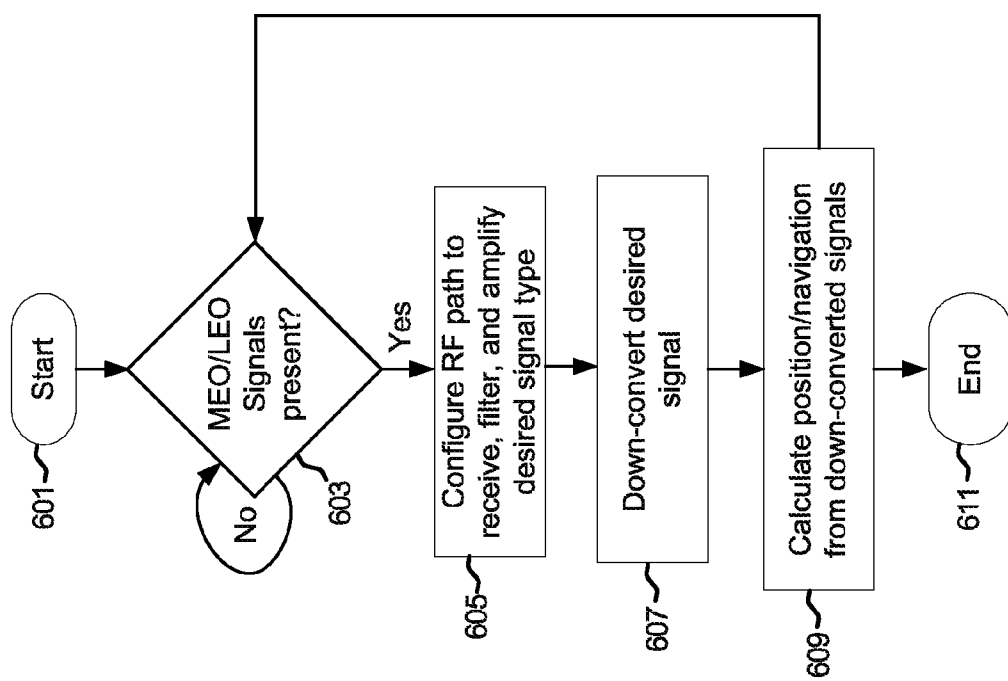 Start
601
MEO/LEO
Signals
present?
No
603
Yes
Configure RF path to
receive, filter, and amplify
desired signal type
605
Down-convert desired
signal
607
Calculate position/navigation
from down-converted signals
609
End
611